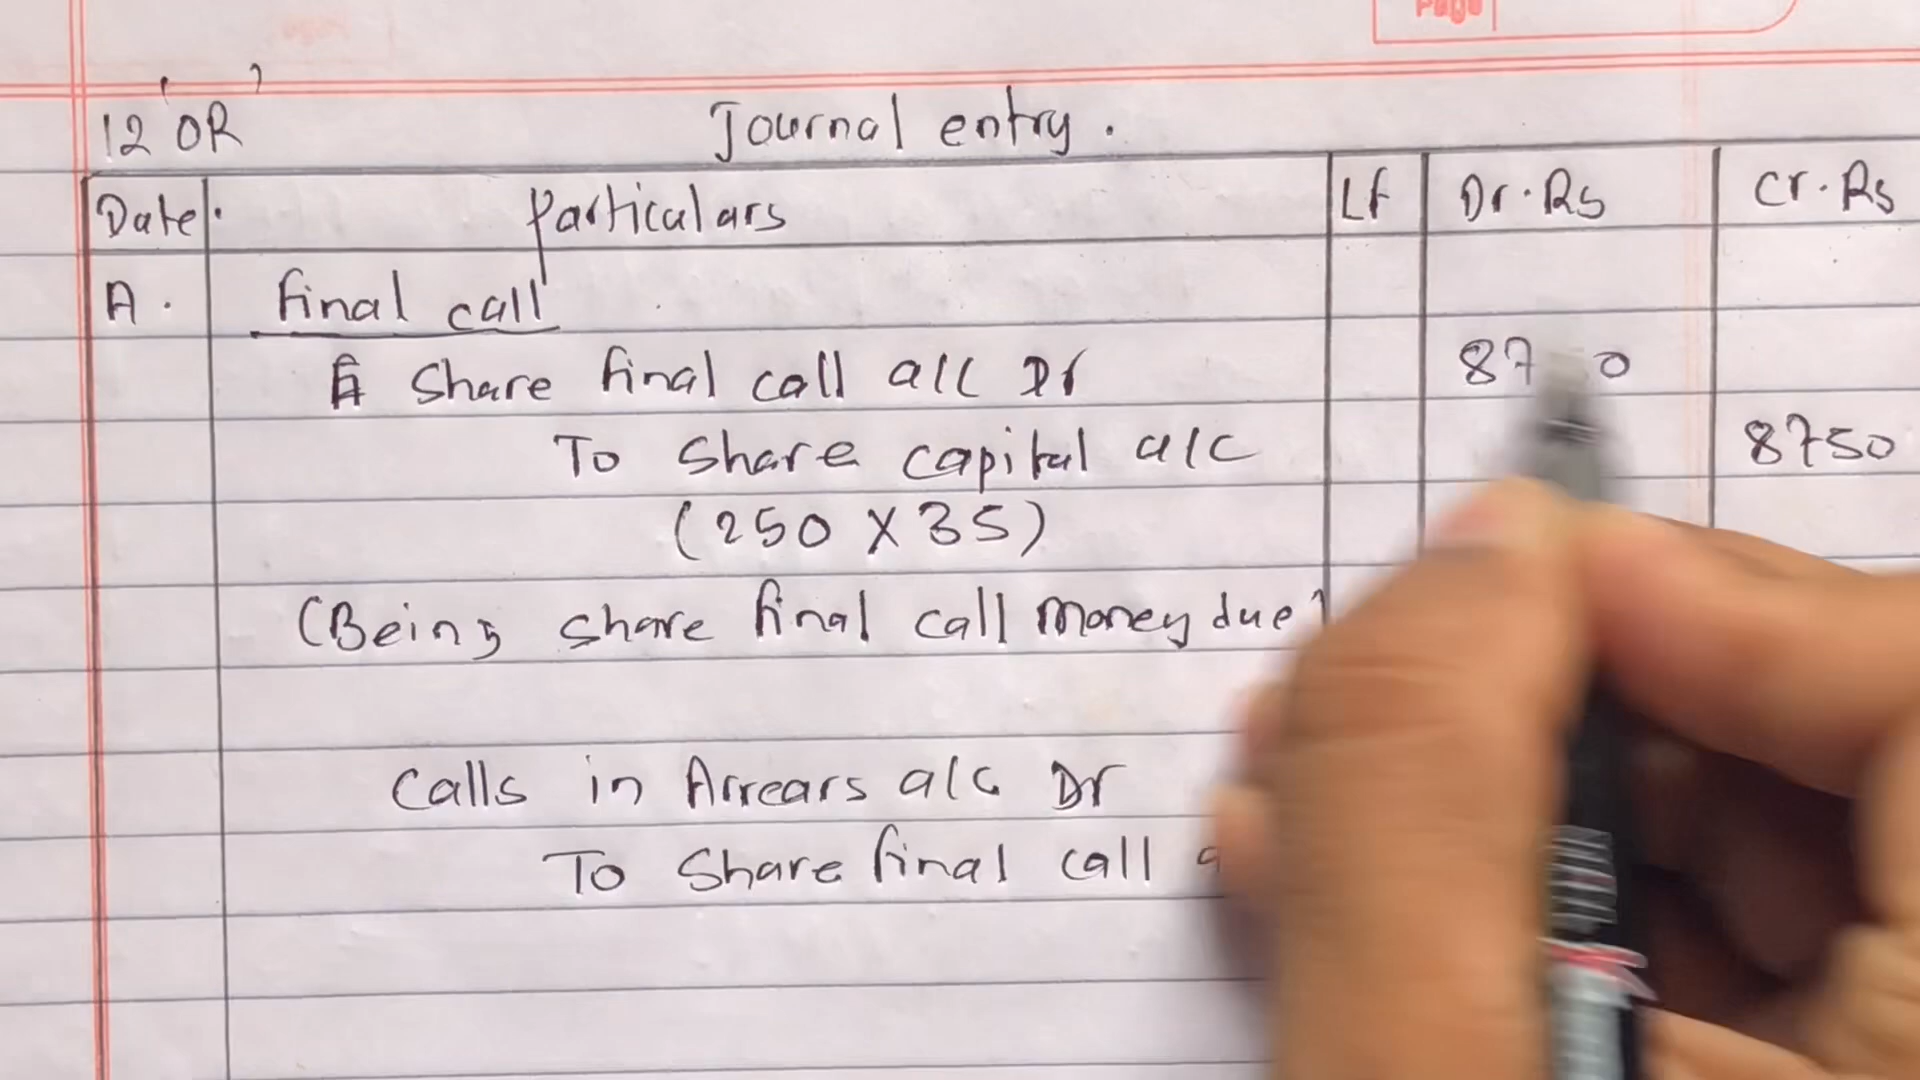 Page
12 OR Journal entry.
Date. Particulars LF Dr.Rs Cr.Rs
A. Final call
Share final call a/c Dr
To Share capital a/c 8750
(250 X 35)
(Being share final call money due)
Calls in Arrears a/c Dr
To Share final call